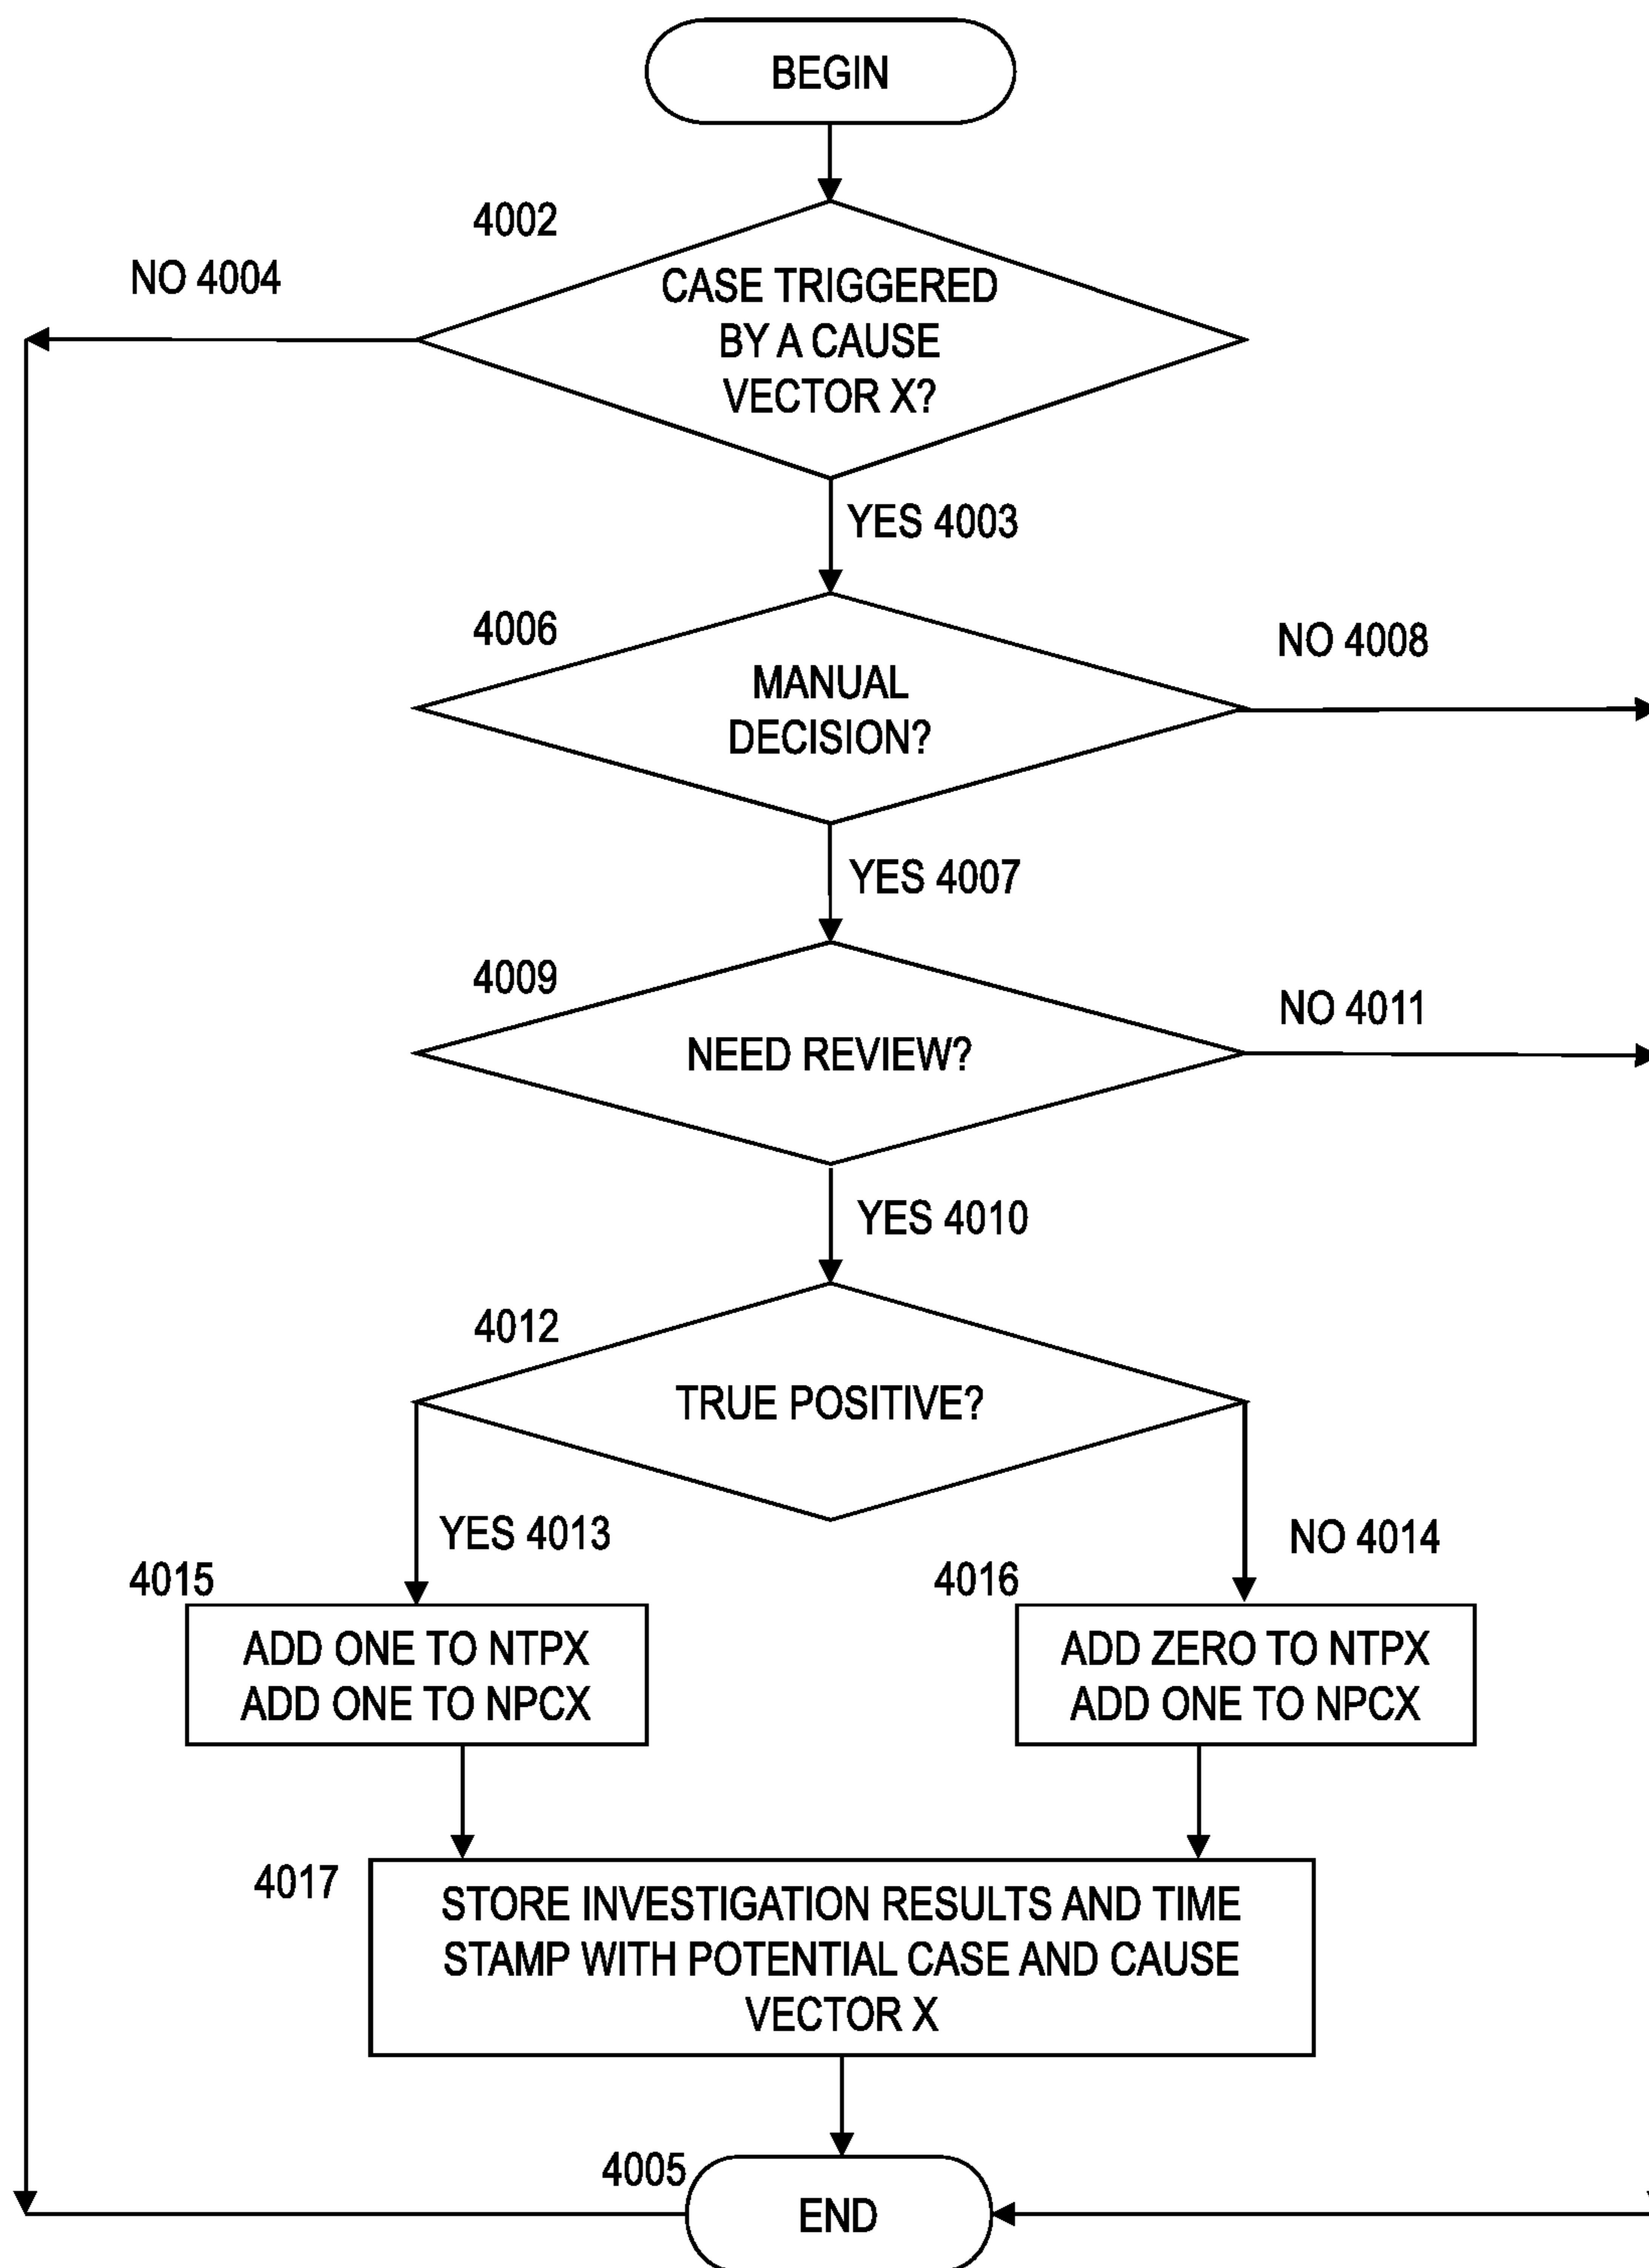 BEGIN
4002
NO 4004
CASE TRIGGERED
BY A CAUSE
VECTOR X?
YES 4003
4006
NO 4008
MANUAL
DECISION?
YES 4007
4009
NO 4011
NEED REVIEW?
YES 4010
4012
TRUE POSITIVE?
YES 4013
NO 4014
4015
4016
ADD ONE TO NTPX
ADD ONE TO NPCX
ADD ZERO TO NTPX
ADD ONE TO NPCX
4017
STORE INVESTIGATION RESULTS AND TIME
STAMP WITH POTENTIAL CASE AND CAUSE
VECTOR X
4005
END